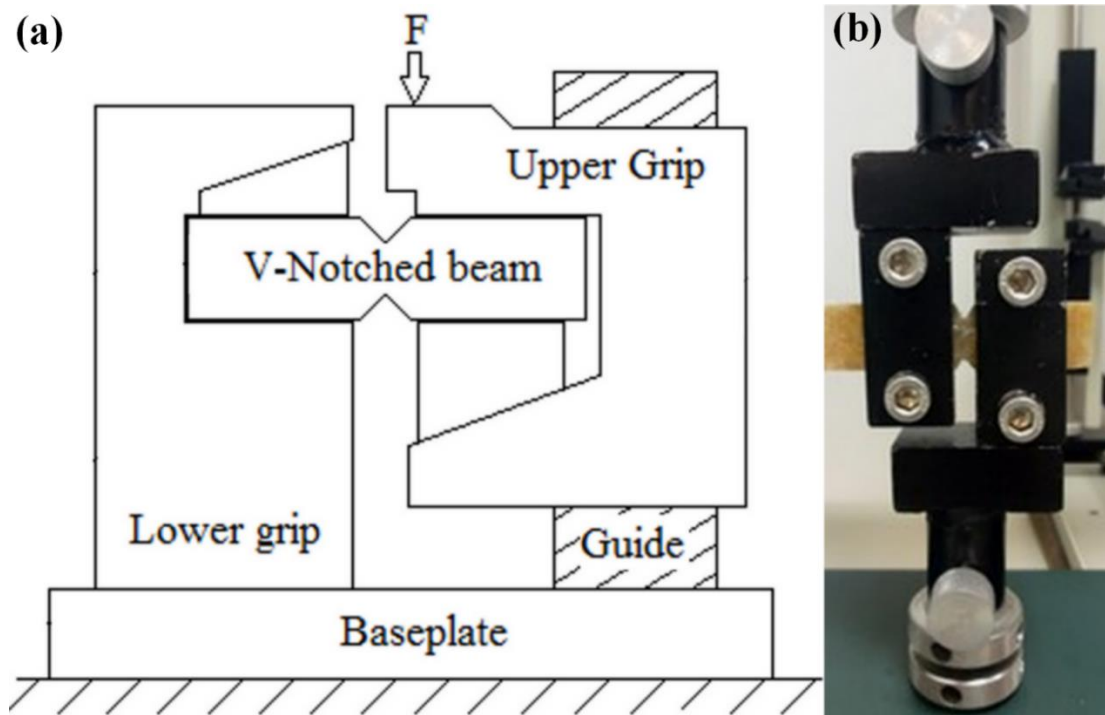 (a)
F
(b)
Upper Grip
V-Notched beam
Lower grip
Guide
Baseplate